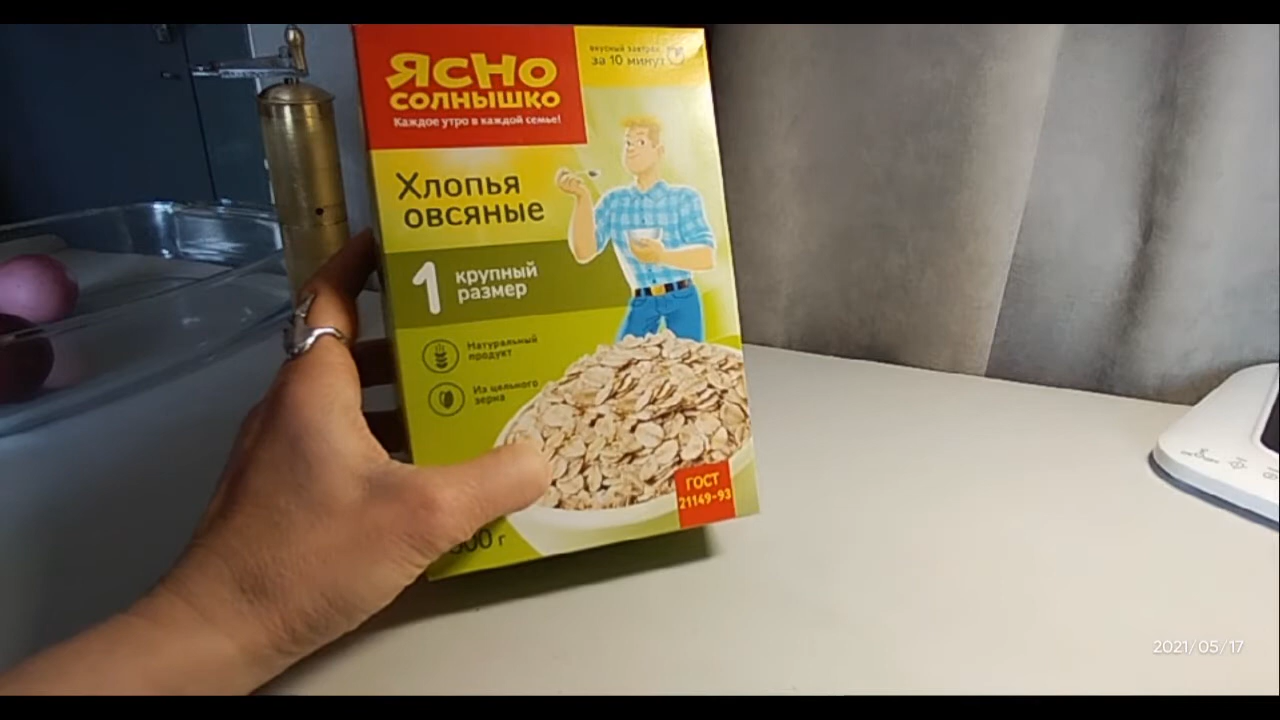 ЯСНО
СОЛНЫШКО
Каждое утро в каждой семье!
вкусный завтрак
за 10 минут
Хлопья
овсяные
1 крупный
размер
Натуральный
продукт
Из цельного
зерна
ГОСТ
21149-93
г
2021/05/17